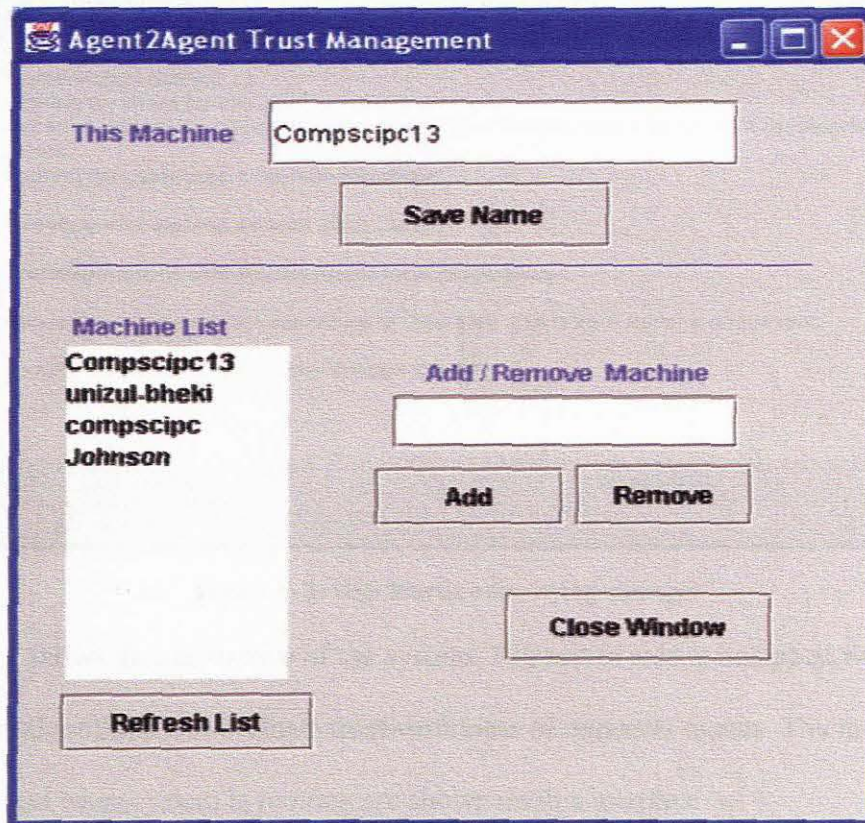 Agent2Agent Trust Management
This Machine
Compscipc13
Save Name
Machine List
Compscipc13
unizul-bheki
compscipc
Johnson
Add / Remove Machine
Add
Remove
Close Window
Refresh List